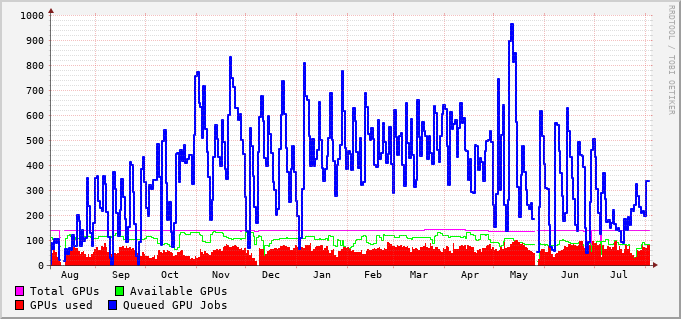 1000
900
800
700
600
500
400
300
200
100
0
Aug Sep Oct Nov Dec Jan Feb Mar Apr May Jun Jul
Total GPUs Available GPUs
GPUs used Queued GPU Jobs
RRDTOOL / TOBI OETIKER